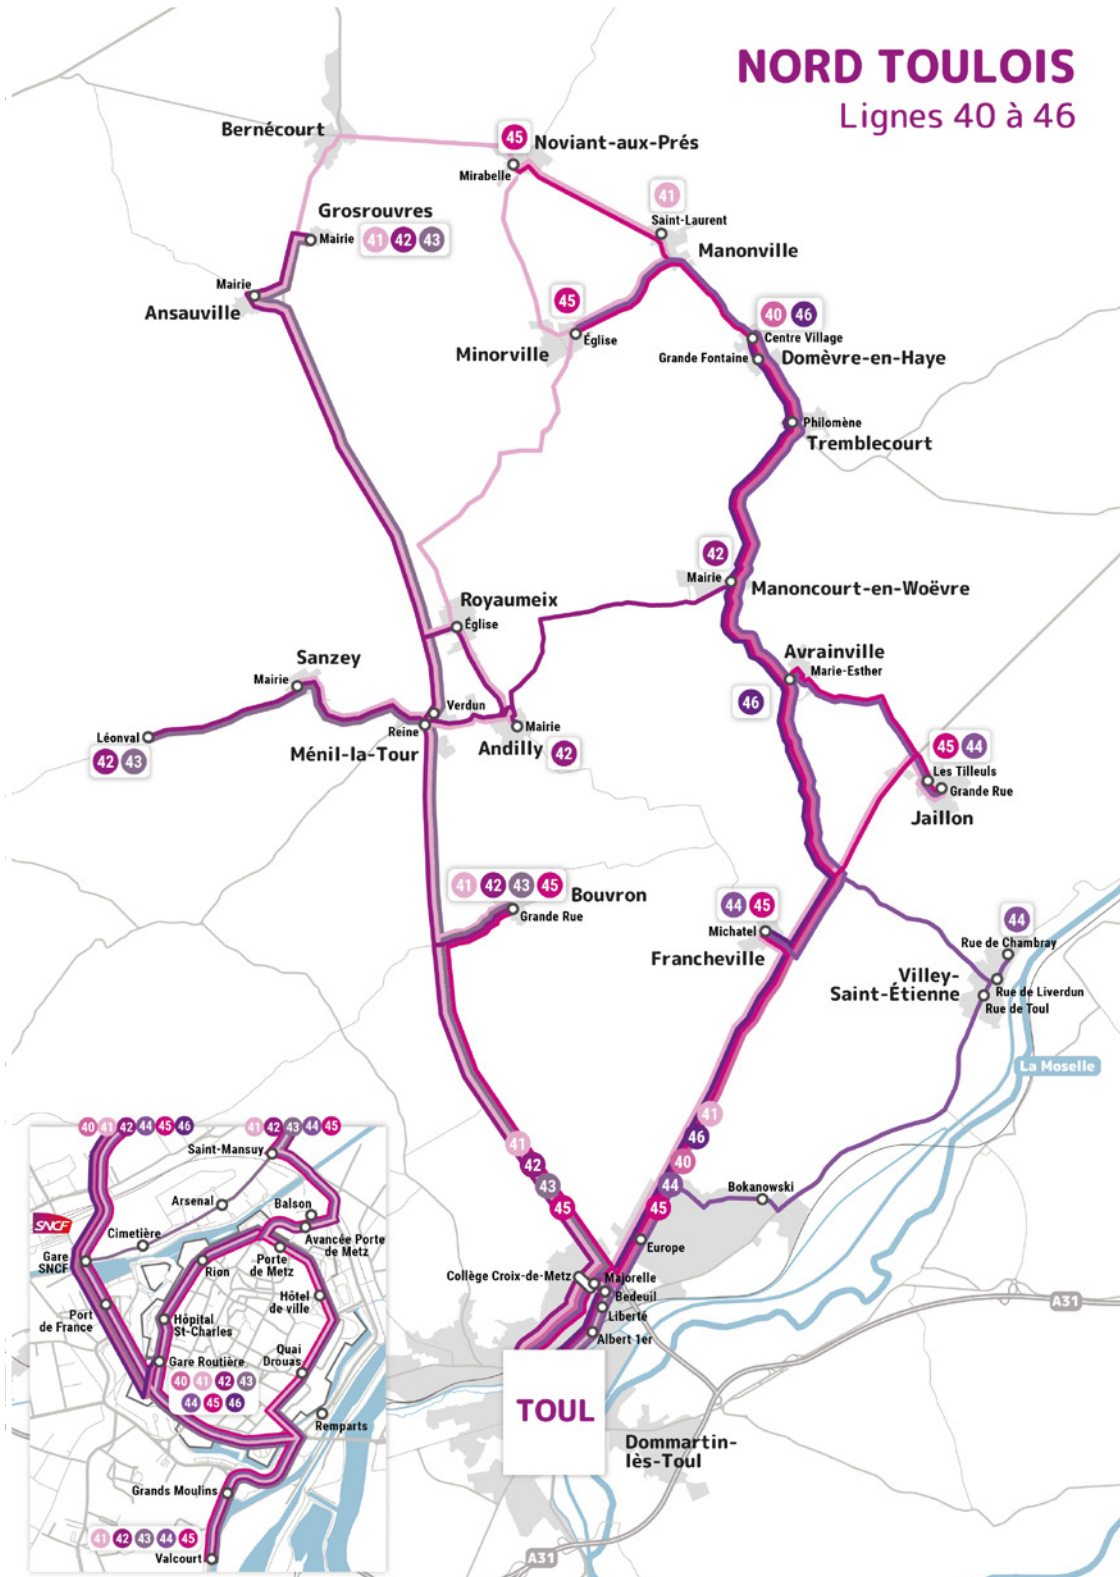 NORD TOULOIS
Lignes 40 à 46
45
Noviant-aux-Prés
Bernécourt
Mirabelle
41
Saint-Laurent
Grosrouvres
Mairie
41 42 43
Manonville
Mairie
Ansauville
45
Église
Minorville
40 46
Centre Village
Grande Fontaine
Domèvre-en-Haye
Philomène
Tremblecourt
42
Mairie
Manoncourt-en-Woëvre
Royaumeix
Église
Sanzey
Mairie
Avrainville
Marie-Esther
46
Verdun
Reine
Mairie
Léonval
42 43
Ménil-la-Tour
Andilly
42
45 44
Les Tilleuls
Grande Rue
Jaillon
41 42 43 45
Bouvron
Grande Rue
44 45
Michatel
Francheville
44
Rue de Chambray
Villey-
Saint-Étienne
Rue de Liverdun
Rue de Toul
La Moselle
41
42
43
45
41
46
40
44
45
Bokanowski
Europe
Collège Croix-de-Metz
Majorelle
Bedeuil
Liberté
Albert 1er
A31
TOUL
Dommartin-
lès-Toul
A31
40 41 42 44 45 46
41 42 43 44 45
Saint-Mansuy
Arsenal
Balson
SNCF
Cimetière
Avancée Porte
de Metz
Gare
SNCF
Rion
Porte
de Metz
Hôtel
de ville
Port
de France
Hôpital
St-Charles
Quai
Drouas
Gare Routière
40 41 42 43
44 45 46
Remparts
Grands Moulins
41 42 43 44 45
Valcourt